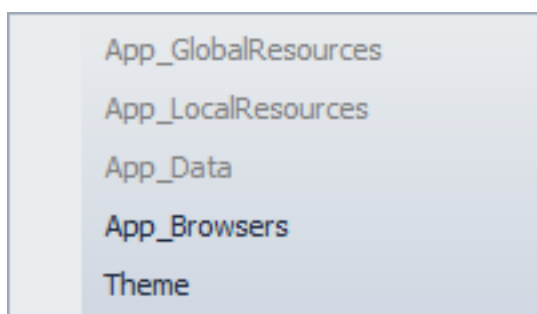 App_GlobalResources
App_LocalResources
App_Data
App_Browsers
Theme